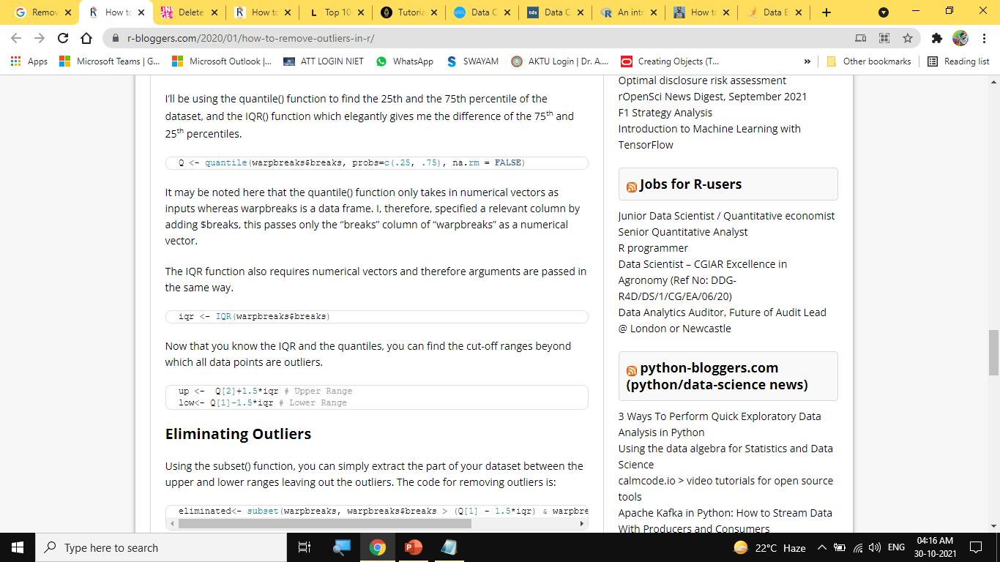 Remov
How to
Delete
How to
Top 10
Tutoria
Data C
Data C
An intr
How to
Data E
r-bloggers.com/2020/01/how-to-remove-outliers-in-r/
Apps
Microsoft Teams | G...
Microsoft Outlook |...
ATT LOGIN NIET
WhatsApp
SWAYAM
AKTU Login | Dr. A....
Creating Objects (T...
»
Other bookmarks
Reading list
I'll be using the quantile() function to find the 25th and the 75th percentile of the
dataset, and the IQR() function which elegantly gives me the difference of the 75th and
25th percentiles.
Q <- quantile(warpbreaks$breaks, probs=c(.25, .75), na.rm = FALSE)
It may be noted here that the quantile() function only takes in numerical vectors as
inputs whereas warpbreaks is a data frame. I, therefore, specified a relevant column by
adding $breaks, this passes only the “breaks” column of “warpbreaks” as a numerical
vector.
The IQR function also requires numerical vectors and therefore arguments are passed in
the same way.
iqr <- IQR(warpbreaks$breaks)
Now that you know the IQR and the quantiles, you can find the cut-off ranges beyond
which all data points are outliers.
up <-  Q[2]+1.5*iqr # Upper Range
low<- Q[1]-1.5*iqr # Lower Range
Eliminating Outliers
Using the subset() function, you can simply extract the part of your dataset between the
upper and lower ranges leaving out the outliers. The code for removing outliers is:
eliminated<- subset(warpbreaks, warpbreaks$breaks > (Q[1] - 1.5*iqr) & warpbre
Optimal disclosure risk assessment
rOpenSci News Digest, September 2021
F1 Strategy Analysis
Introduction to Machine Learning with
TensorFlow
Jobs for R-users
Junior Data Scientist / Quantitative economist
Senior Quantitative Analyst
R programmer
Data Scientist – CGIAR Excellence in
Agronomy (Ref No: DDG-
R4D/DS/1/CG/EA/06/20)
Data Analytics Auditor, Future of Audit Lead
@ London or Newcastle
python-bloggers.com
(python/data-science news)
3 Ways To Perform Quick Exploratory Data
Analysis in Python
Using the data algebra for Statistics and Data
Science
calmcode.io > video tutorials for open source
tools
Apache Kafka in Python: How to Stream Data
With Producers and Consumers
Type here to search
22°C Haze
ENG
04:16 AM
30-10-2021